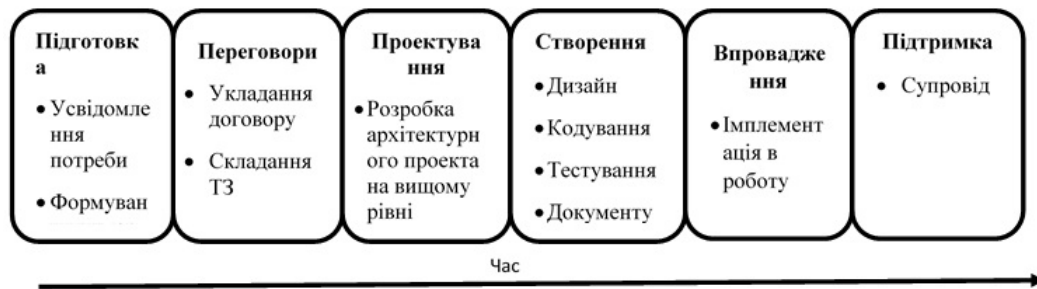 Підготовк
а
• Усвідомле
ння
потреби
• Формуван
Переговори
• Укладання
договору
• Складання
ТЗ
Проектува
ння
• Розробка
архітектурн
ого проекта
на вищому
рівні
Створення
• Дизайн
• Кодування
• Тестування
• Документу
Впровадже
ння
• Імплемент
ація в
роботу
Підтримка
• Супровід
Час